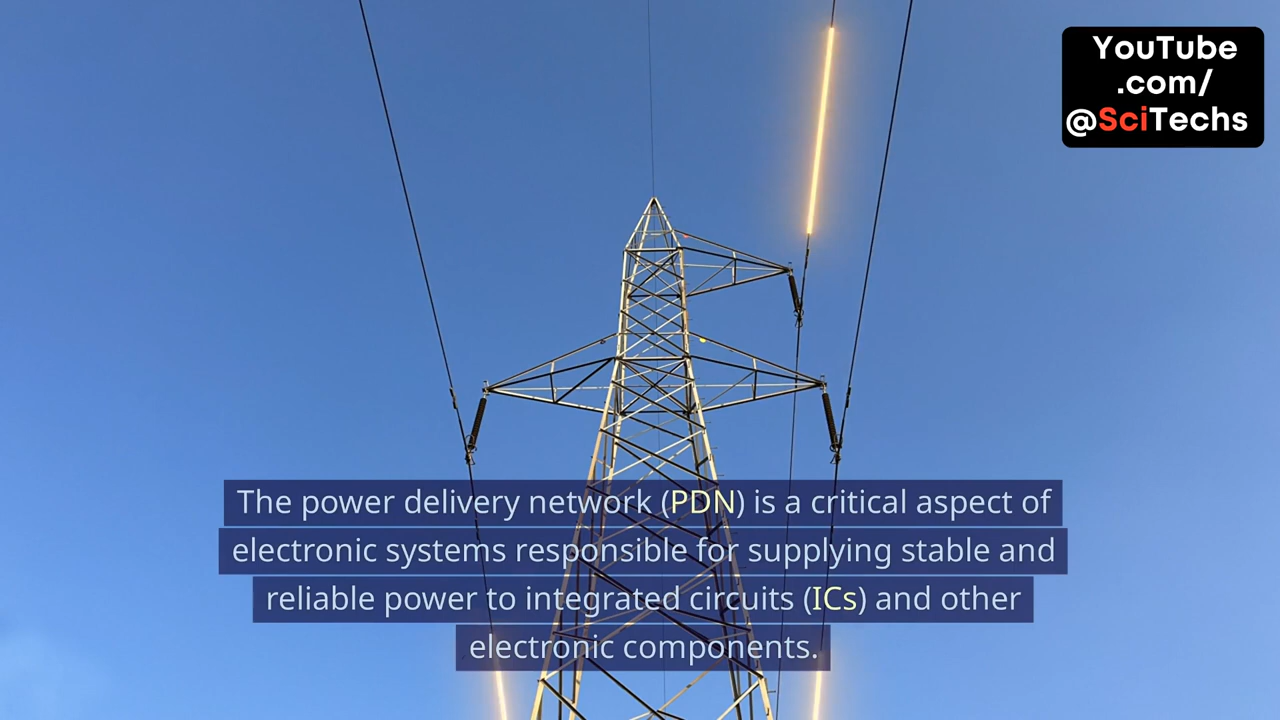 YouTube
.com/
@SciTechs
The power delivery network (PDN) is a critical aspect of
electronic systems responsible for supplying stable and
reliable power to integrated circuits (ICs) and other
electronic components.